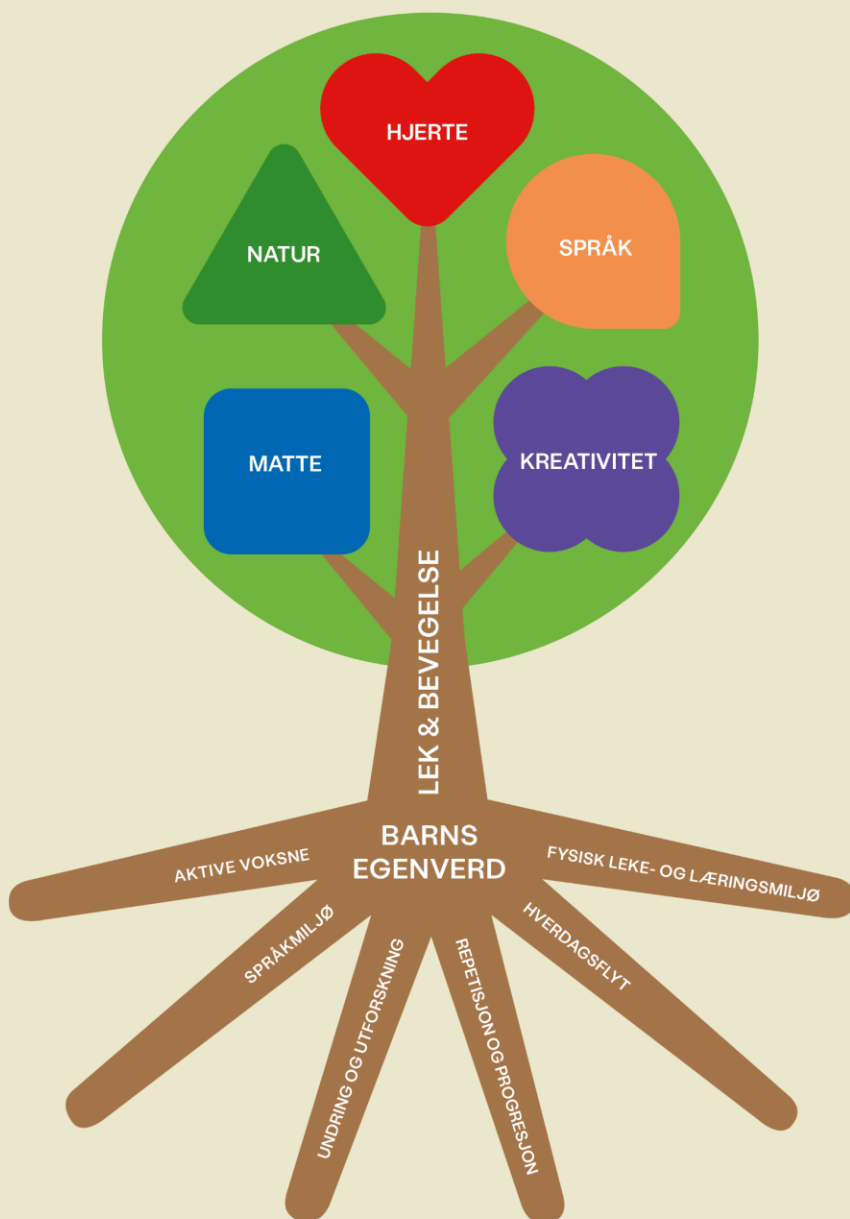 HJERTE
NATUR
SPRÅK
MATTE
KREATIVITET
LEK & BEVEGELSE
BARNS
EGENVERD
AKTIVE VOKSNE
SPRÅKMILJØ
UNDRING OG UTFORSKNING
REPETISJON OG PROGRESJON
HVERDAGSFLYT
FYSISK LEKE- OG LÆRINGSMILJØ